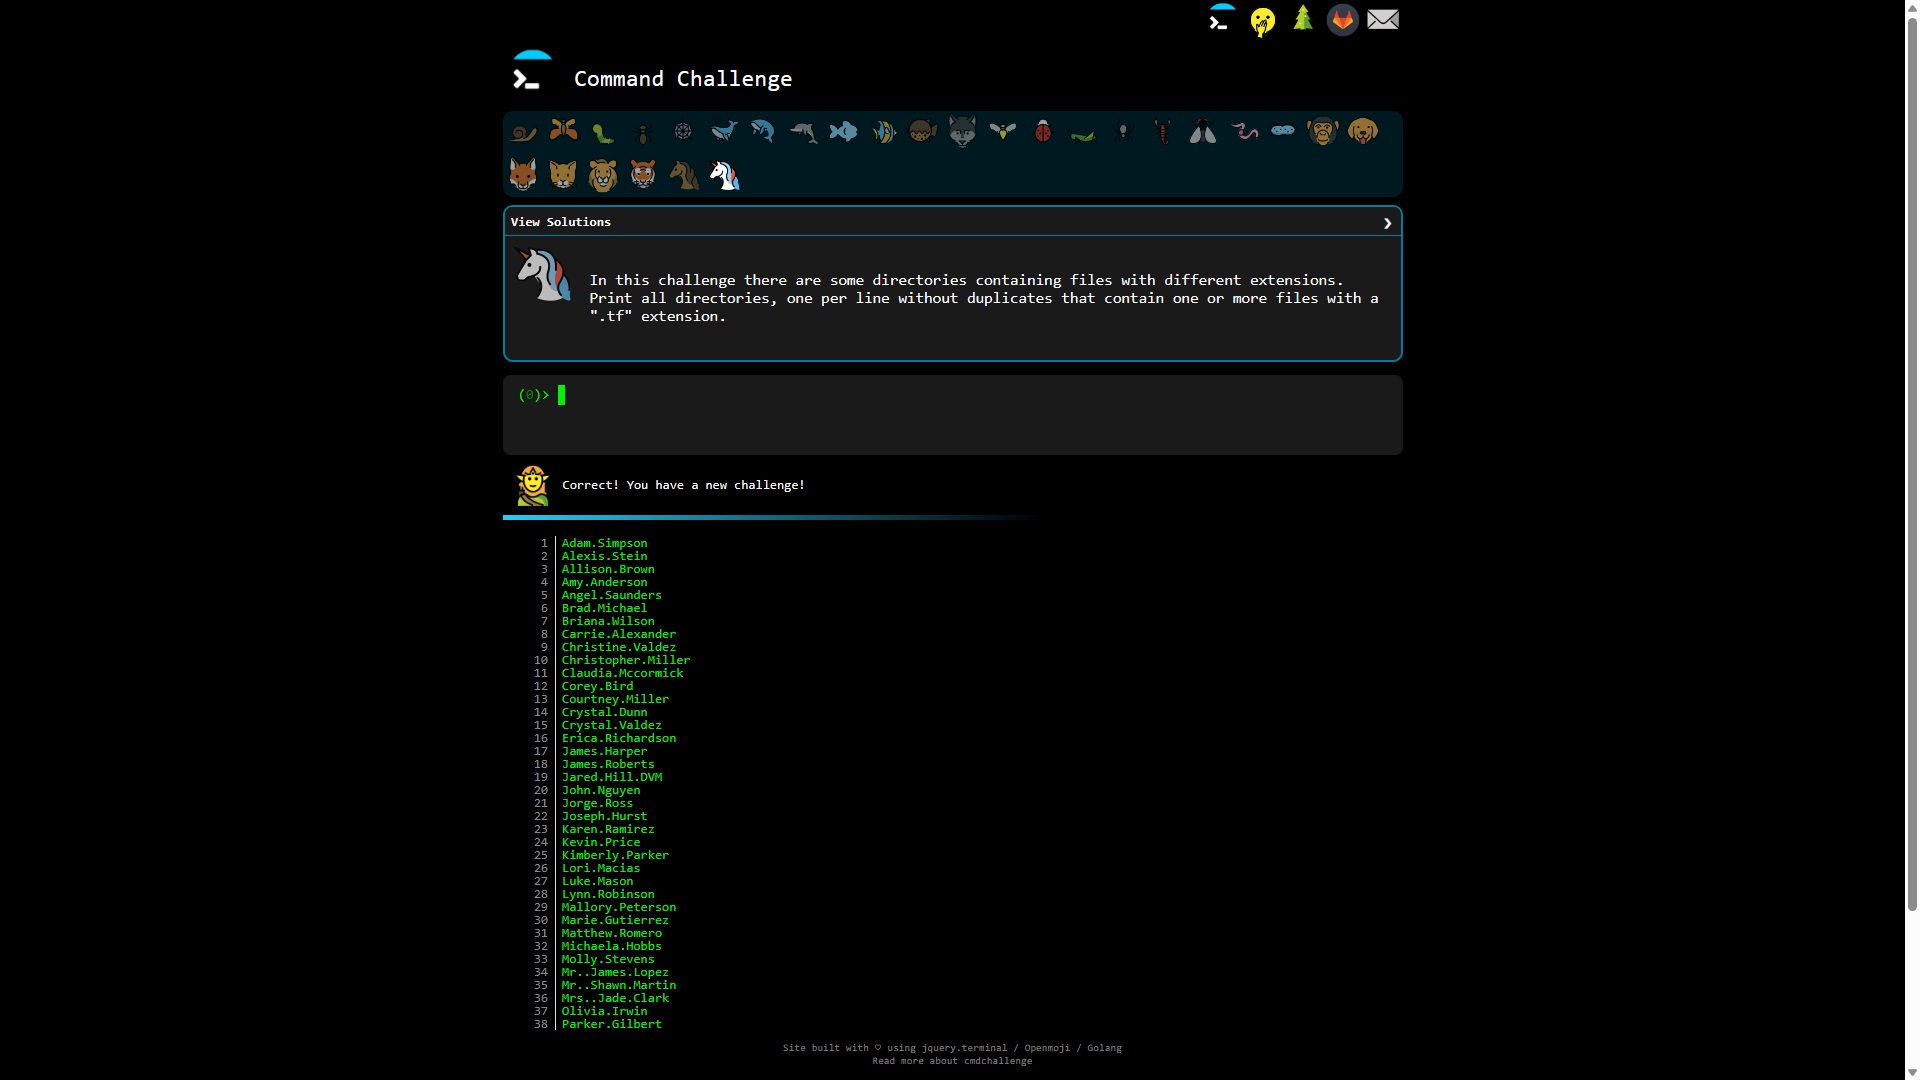 Command Challenge
View Solutions
In this challenge there are some directories containing files with different extensions.
Print all directories, one per line without duplicates that contain one or more files with a
".tf" extension.
(0)>
Correct! You have a new challenge!
1 Adam.Simpson
2 Alexis.Stein
3 Allison.Brown
4 Amy.Anderson
5 Angel.Saunders
6 Brad.Michael
7 Briana.Wilson
8 Carrie.Alexander
9 Christine.Valdez
10 Christopher.Miller
11 Claudia.Mccormick
12 Corey.Bird
13 Courtney.Miller
14 Crystal.Dunn
15 Crystal.Valdez
16 Erica.Richardson
17 James.Harper
18 James.Roberts
19 Jared.Hill.DVM
20 John.Nguyen
21 Jorge.Ross
22 Joseph.Hurst
23 Karen.Ramirez
24 Kevin.Price
25 Kimberly.Parker
26 Lori.Macias
27 Luke.Mason
28 Lynn.Robinson
29 Mallory.Peterson
30 Marie.Gutierrez
31 Matthew.Romero
32 Michaela.Hobbs
33 Molly.Stevens
34 Mr..James.Lopez
35 Mr..Shawn.Martin
36 Mrs..Jade.Clark
37 Olivia.Irwin
38 Parker.Gilbert
Site built with ♡ using jquery.terminal / Openmoji / Golang
Read more about cmdchallenge